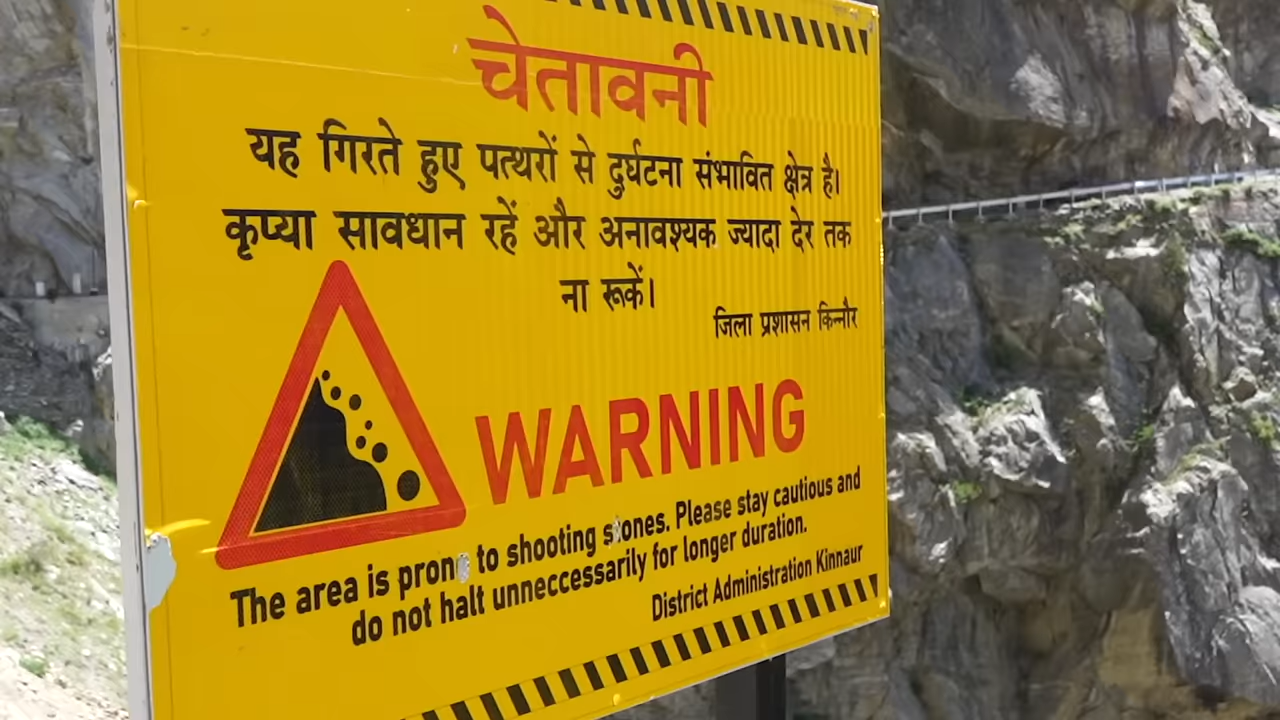 चेतावनी
यह गिरते हुए पत्थरों से दुर्घटना संभावित क्षेत्र है।
कृप्या सावधान रहें और अनावश्यक ज्यादा देर तक
ना रूकें।
जिला प्रशासन किन्नौर
WARNING
The area is prone to shooting stones. Please stay cautious and
do not halt unneccessarily for longer duration.
District Administration Kinnaur